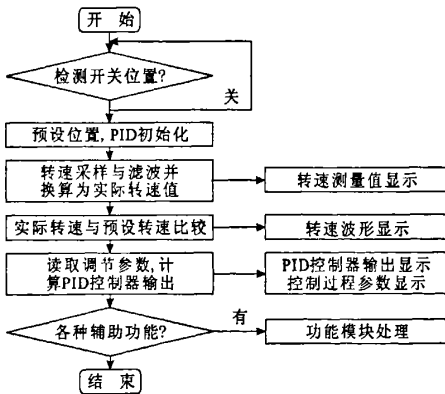 开 始
检测开关位置?
关
预设位置,PID初始化
转速采样与滤波并
换算为实际转速值
转速测量值显示
实际转速与预设转速比较
转速波形显示
读取调节参数,计
算PID控制器输出
PID控制器输出显示
控制过程参数显示
各种辅助功能?
有
功能模块处理
结 束